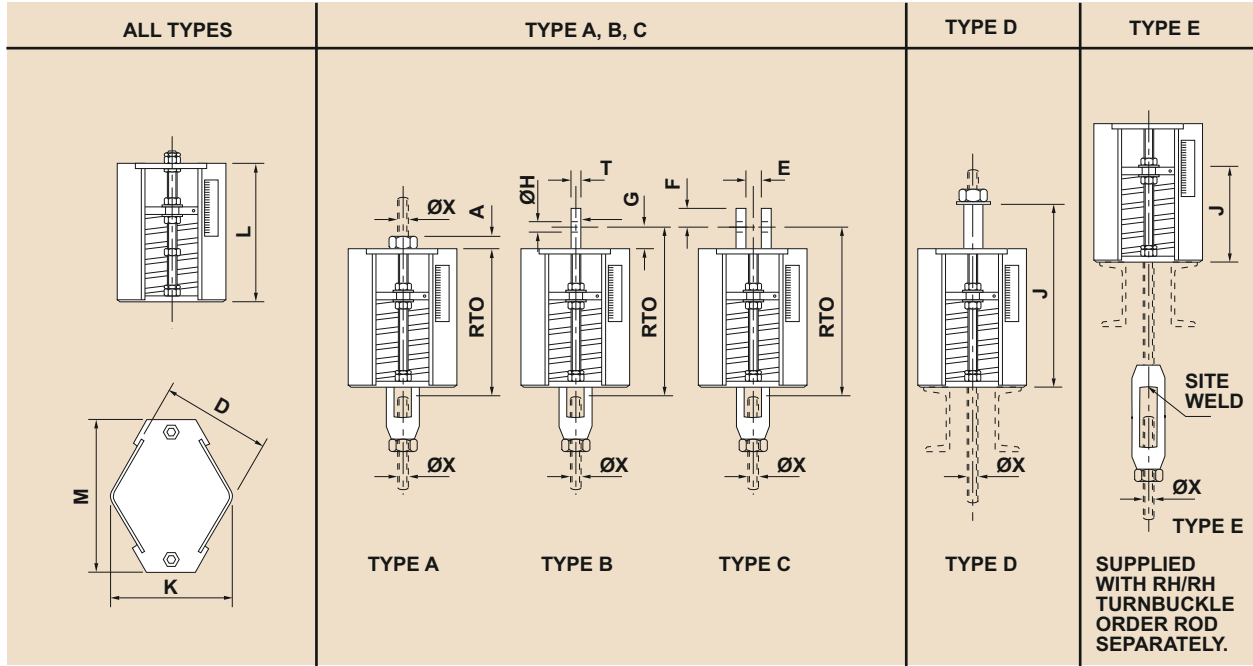 ALL TYPES
TYPE A, B, C
TYPE D
TYPE E
L
D
M
K
ØX
A
RTO
ØX
TYPE A
ØH
T
G
RTO
ØX
TYPE B
F
E
RTO
ØX
TYPE C
J
ØX
TYPE D
J
SITE
WELD
ØX
TYPE E
SUPPLIED
WITH RH/RH
TURNBUCKLE
ORDER ROD
SEPARATELY.